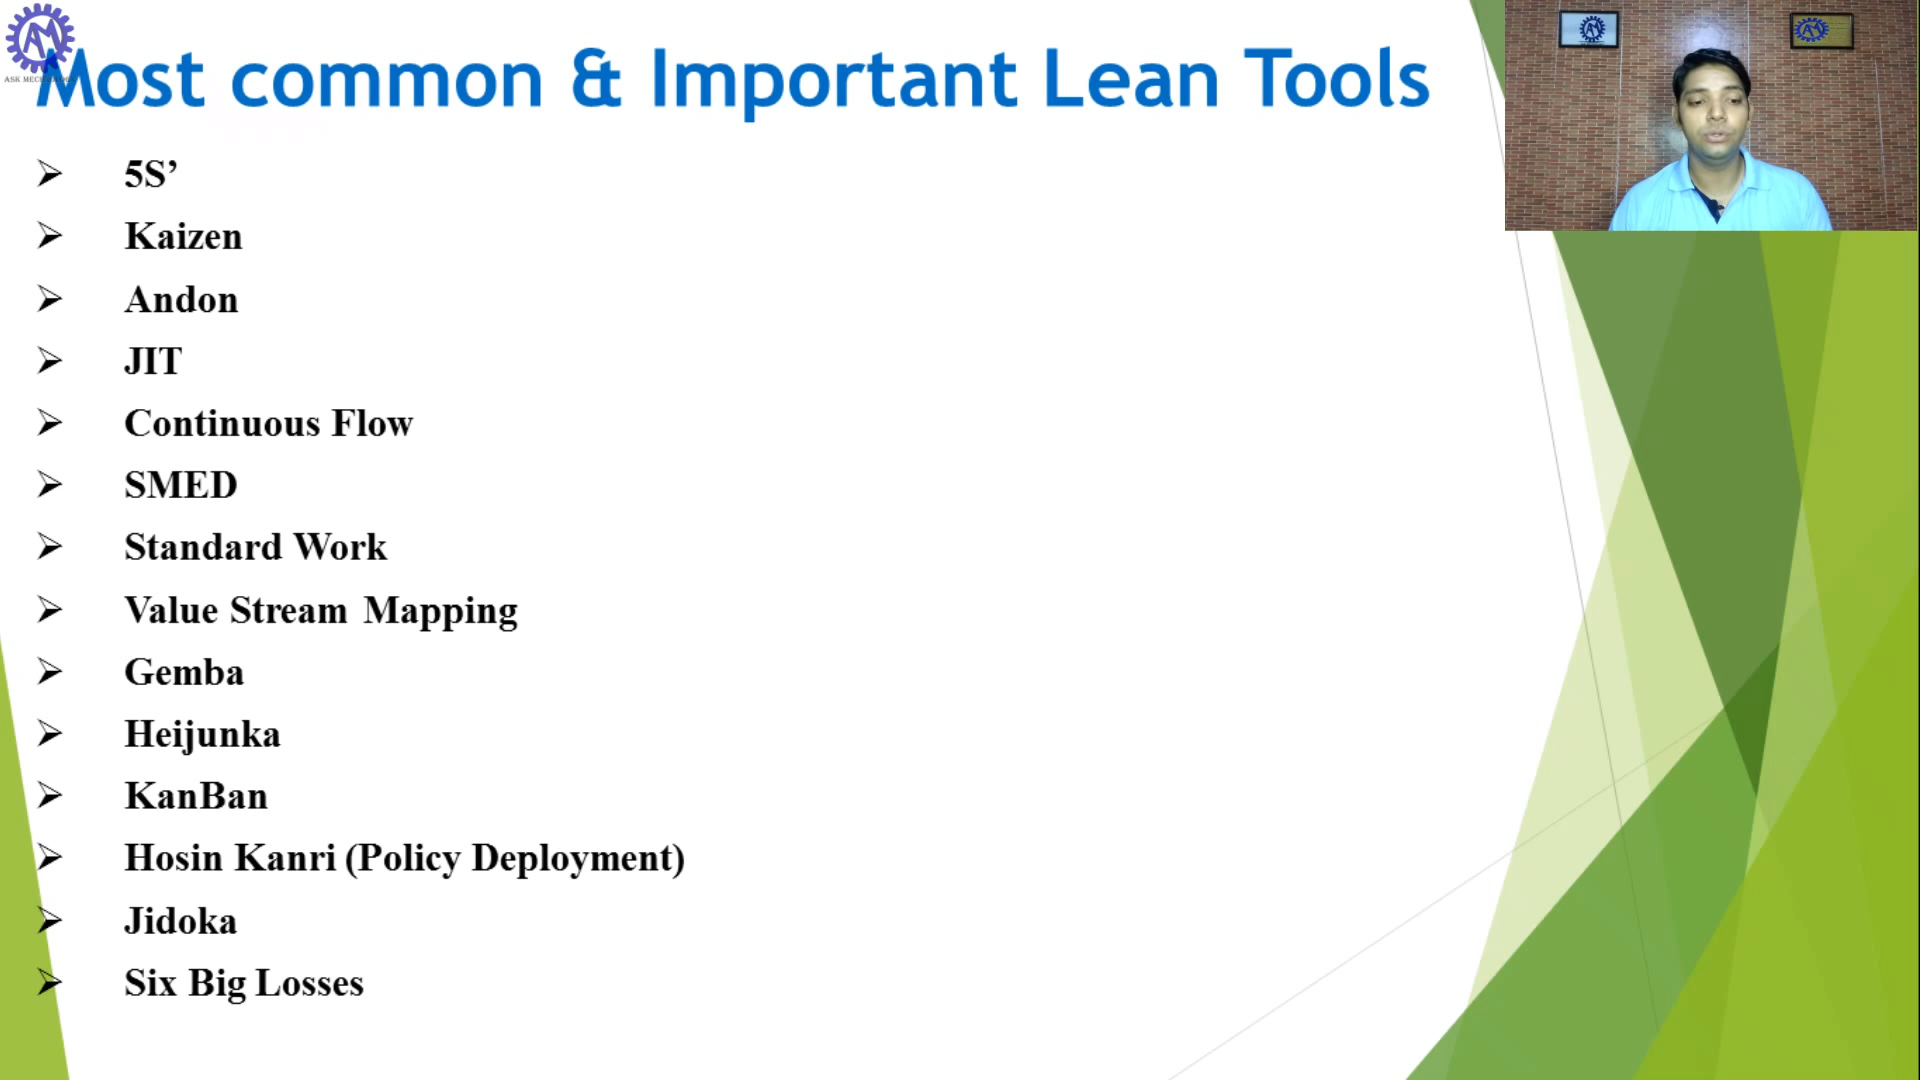 Most common & Important Lean Tools
5S’
Kaizen
Andon
JIT
Continuous Flow
SMED
Standard Work
Value Stream Mapping
Gemba
Heijunka
KanBan
Hosin Kanri (Policy Deployment)
Jidoka
Six Big Losses